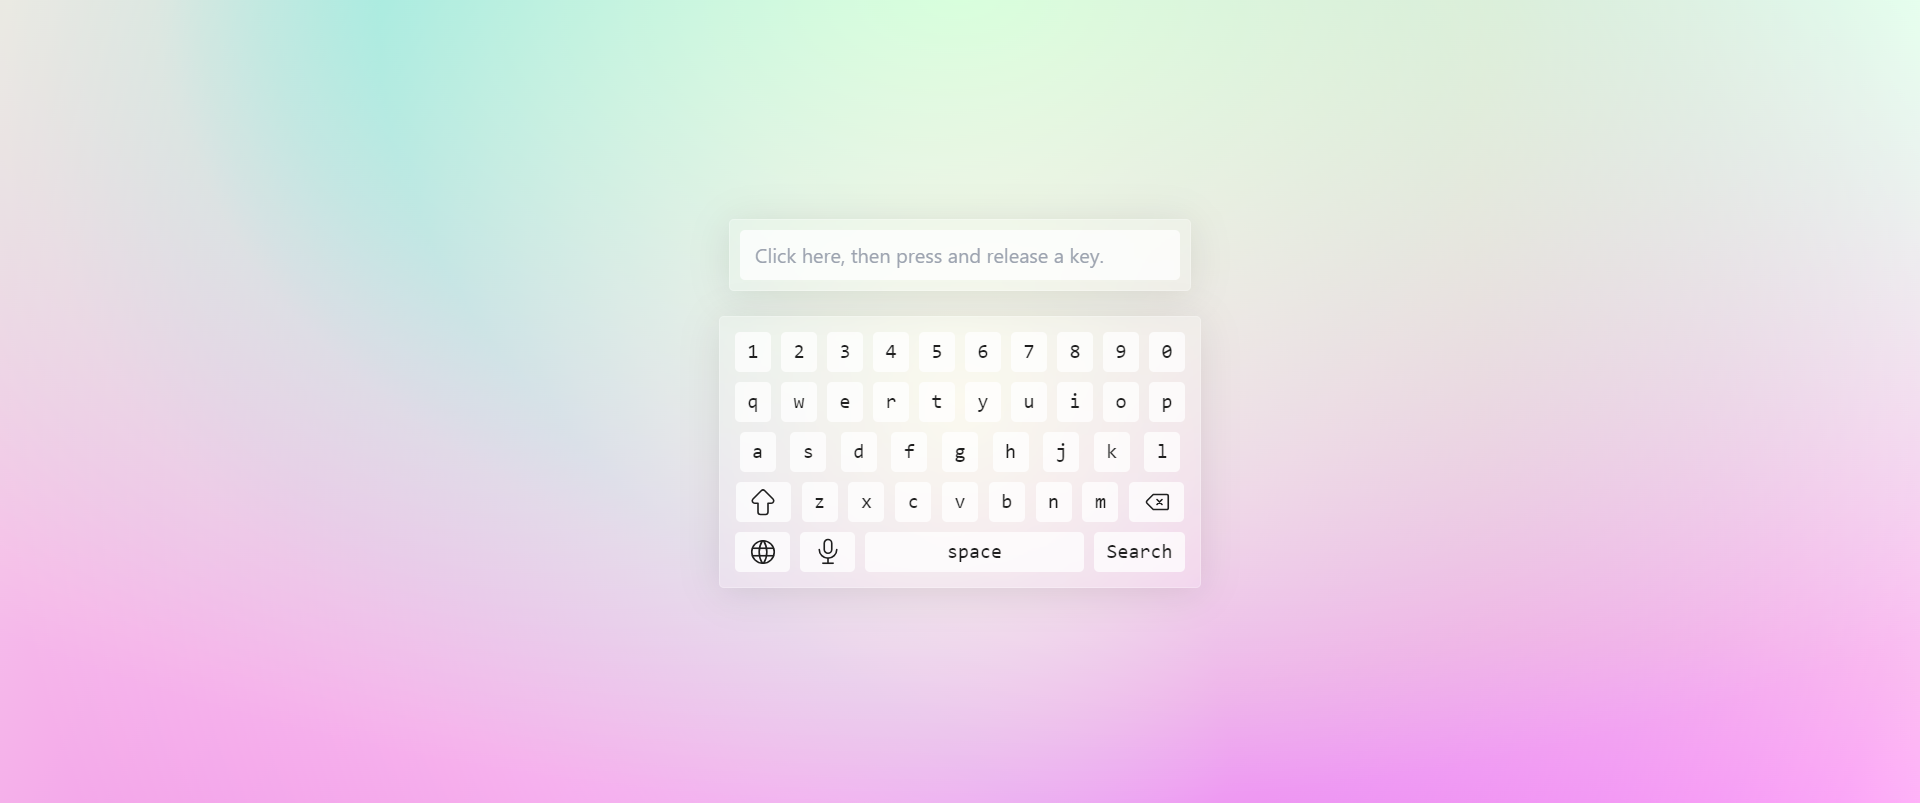 Click here, then press and release a key.
1 2 3 4 5 6 7 8 9 0
q w e r t y u i o p
a s d f g h j k l
z x c v b n m
space Search